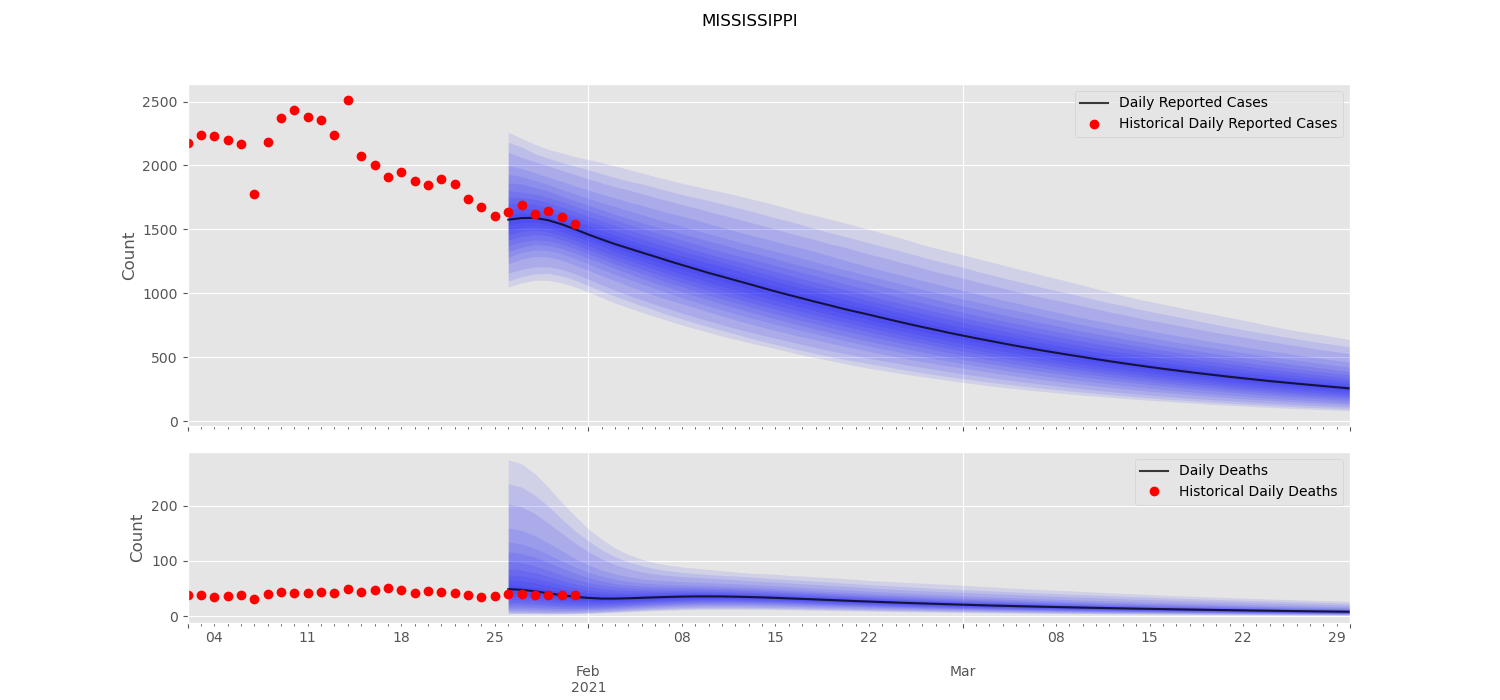 MISSISSIPPI
2500
2000
1500
1000
500
0
Count
Daily Reported Cases
Historical Daily Reported Cases
200
100
0
Count
Daily Deaths
Historical Daily Deaths
04 11 18 25 08 15 22 08 15 22 29
Feb Mar
2021